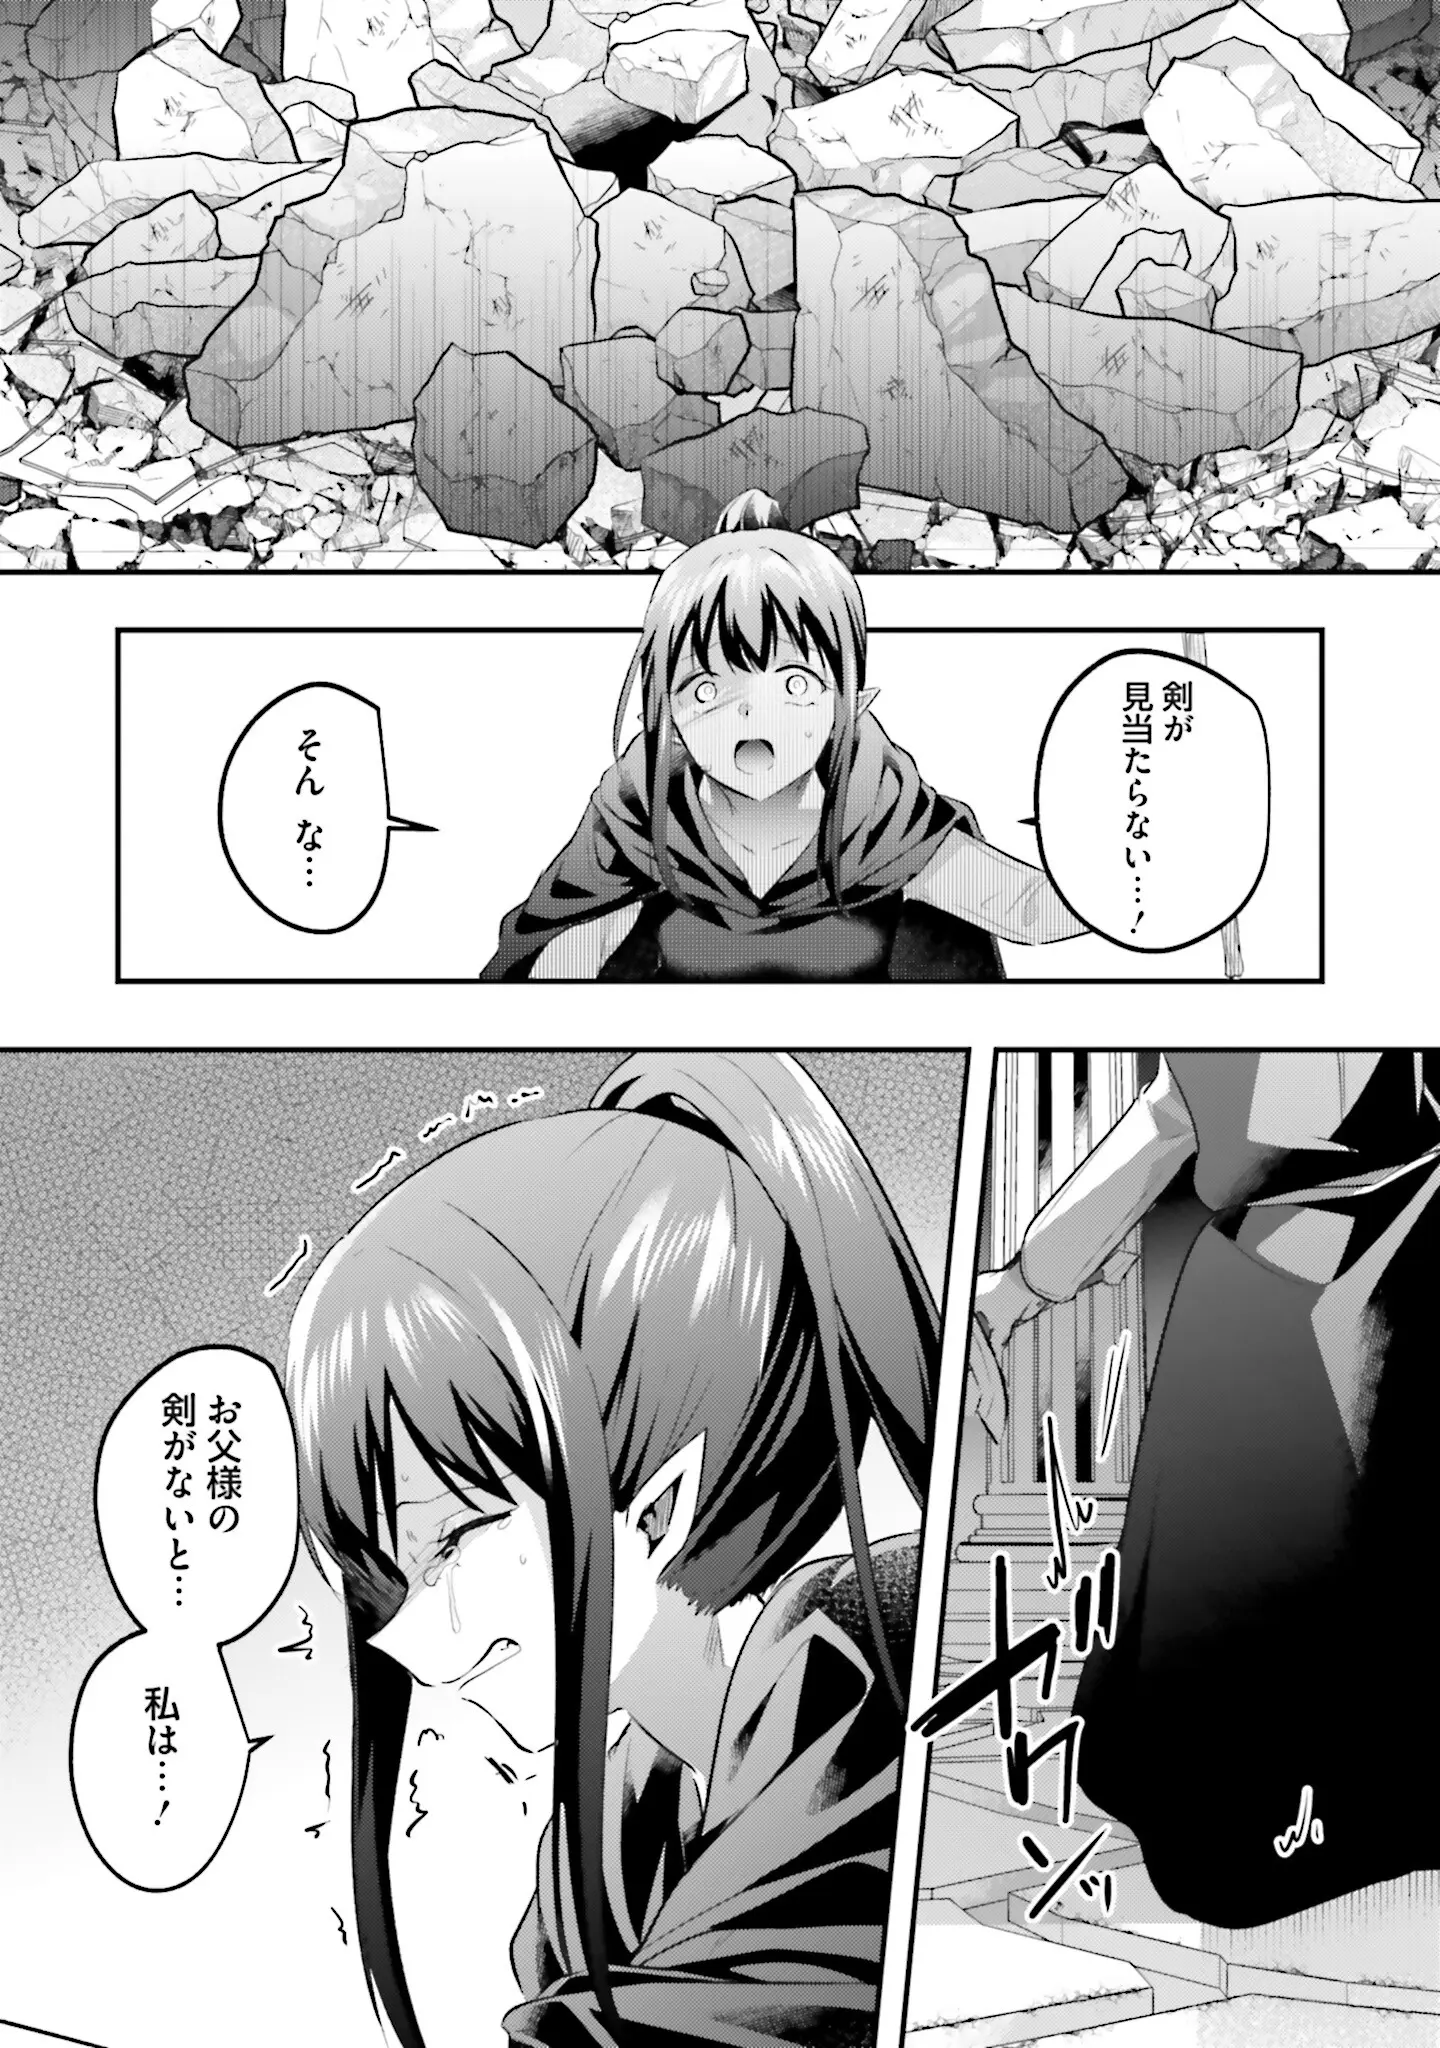 剣が
見当たらない…！
そんな…
ガクッ
お父様の
剣がないと…
私は…！